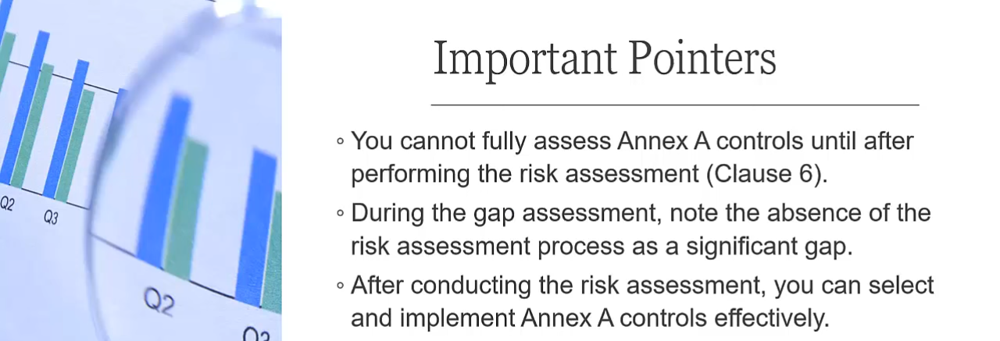 Important Pointers
◦ You cannot fully assess Annex A controls until after
performing the risk assessment (Clause 6).
◦ During the gap assessment, note the absence of the
risk assessment process as a significant gap.
◦ After conducting the risk assessment, you can select
and implement Annex A controls effectively.
Q2
Q3
Q2
Q3